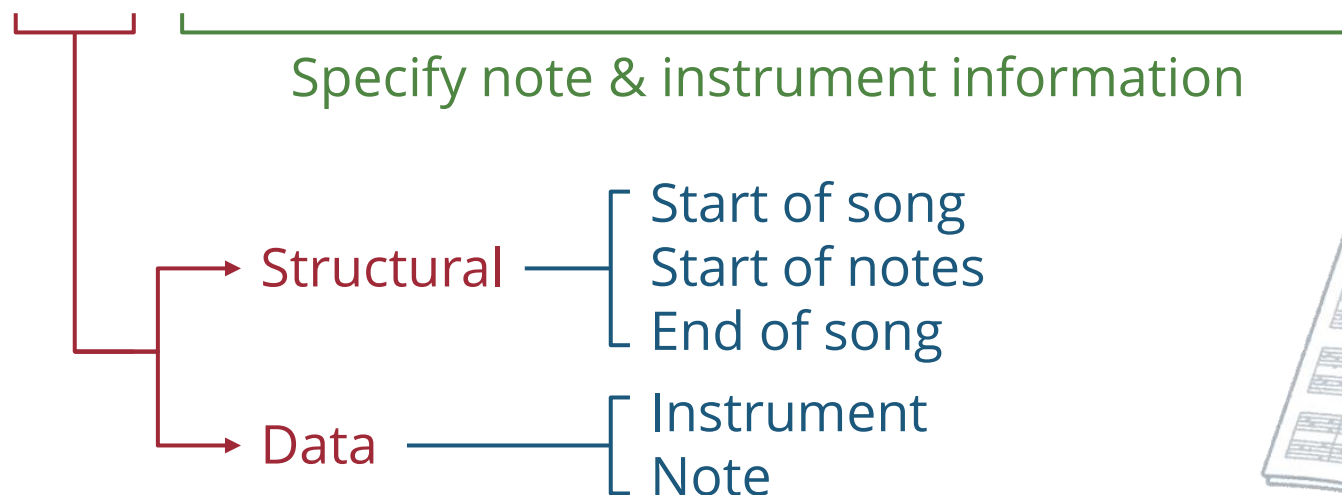 Specify note & instrument information
Structural
Start of song
Start of notes
End of song
Data
Instrument
Note